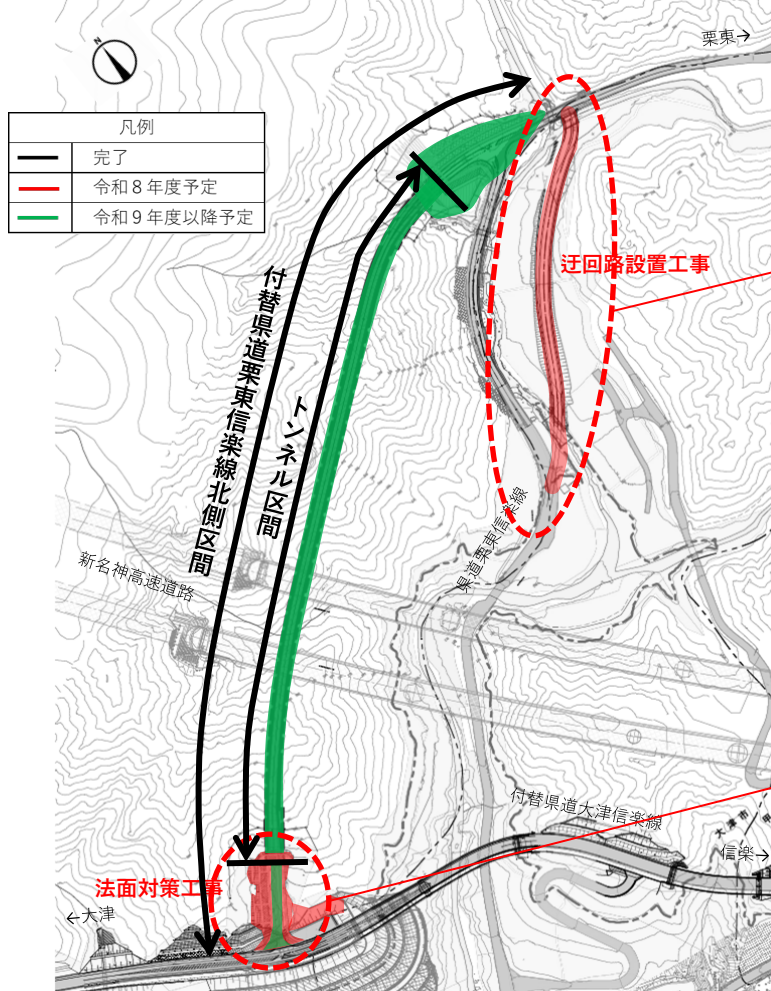 N
栗東→
凡例
完了
令和８年度予定
令和９年度以降予定
迂回路設置工事
付替県道栗東信楽線北側区間
トンネル区間
県道栗東信楽線
新名神高速道路
付替県道大津信楽線
大津市
甲
信楽→
法面対策工事
←大津